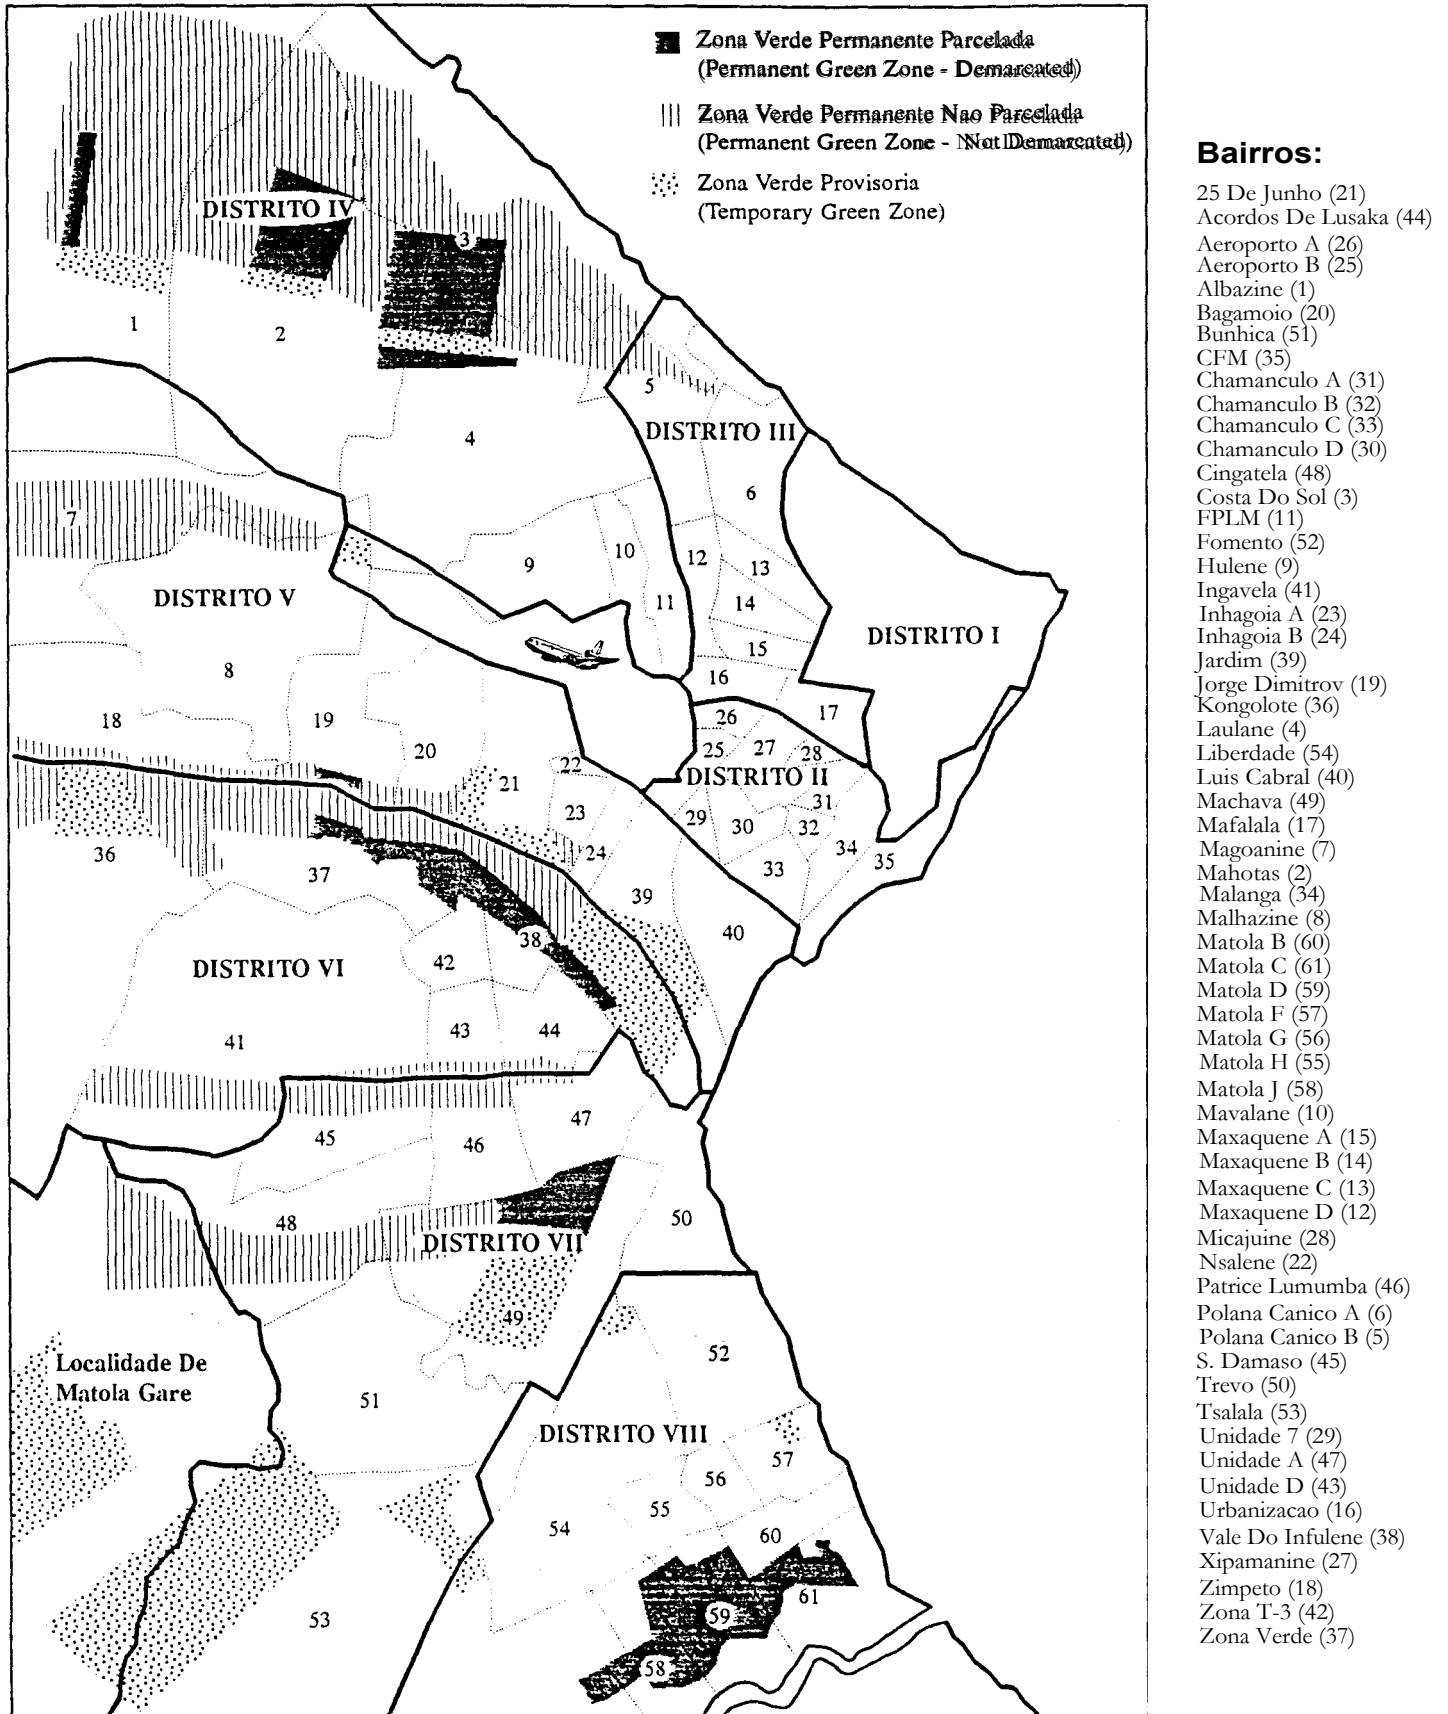 Zona Verde Permanente Parcelada
(Permanent Green Zone - Demarcated)
Zona Verde Permanente Nao Parcelada
(Permanent Green Zone - Not Demarcated)
Zona Verde Provisoria
(Temporary Green Zone)
DISTRITO IV
3
1
2
5
4
DISTRITO III
6
7
9
10
12
13
11
14
DISTRITO V
DISTRITO I
15
8
16
18
19
17
26
20
25
27
28
22
DISTRITO II
21
31
23
29
30
32
36
24
34
37
33
35
39
38
40
42
DISTRITO VI
43
44
41
47
45
46
48
50
DISTRITO VII
49
52
Localidade De
Matola Gare
51
DISTRITO VIII
57
56
55
54
60
61
59
53
58
Bairros:
25 De Junho (21)
Acordos De Lusaka (44)
Aeroporto A (26)
Aeroporto B (25)
Albazine (1)
Bagamoio (20)
Bunhica (51)
CFM (35)
Chamanculo A (31)
Chamanculo B (32)
Chamanculo C (33)
Chamanculo D (30)
Cingatela (48)
Costa Do Sol (3)
FPLM (11)
Fomento (52)
Hulene (9)
Ingavela (41)
Inhagoia A (23)
Inhagoia B (24)
Jardim (39)
Jorge Dimitrov (19)
Kongolote (36)
Laulane (4)
Liberdade (54)
Luis Cabral (40)
Machava (49)
Mafalala (17)
Magoanine (7)
Mahotas (2)
Malanga (34)
Malhazine (8)
Matola B (60)
Matola C (61)
Matola D (59)
Matola F (57)
Matola G (56)
Matola H (55)
Matola J (58)
Mavalane (10)
Maxaquene A (15)
Maxaquene B (14)
Maxaquene C (13)
Maxaquene D (12)
Micajuine (28)
Nsalene (22)
Patrice Lumumba (46)
Polana Canico A (6)
Polana Canico B (5)
S. Damaso (45)
Trevo (50)
Tsalala (53)
Unidade 7 (29)
Unidade A (47)
Unidade D (43)
Urbanizacao (16)
Vale Do Infulene (38)
Xipamanine (27)
Zimpeto (18)
Zona T-3 (42)
Zona Verde (37)